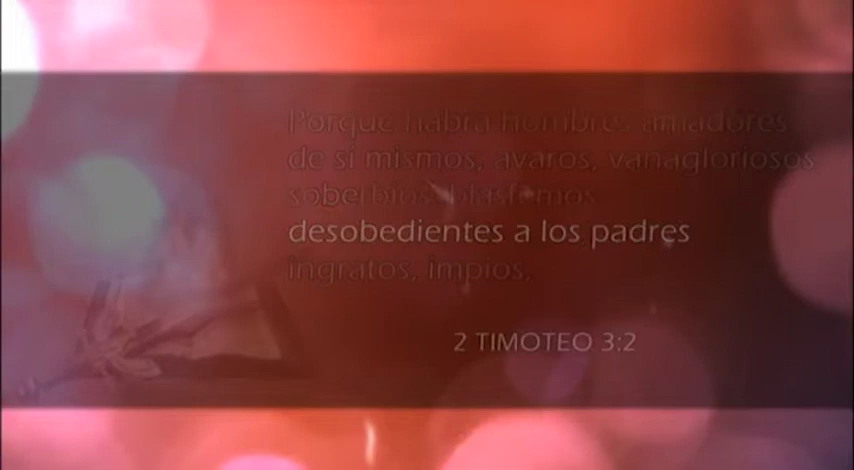 Porque habrá hombres amadores
de sí mismos, avaros, vanagloriosos
soberbios, blasfemos
desobedientes a los padres
ingratos, impíos,
2 TIMOTEO 3:2